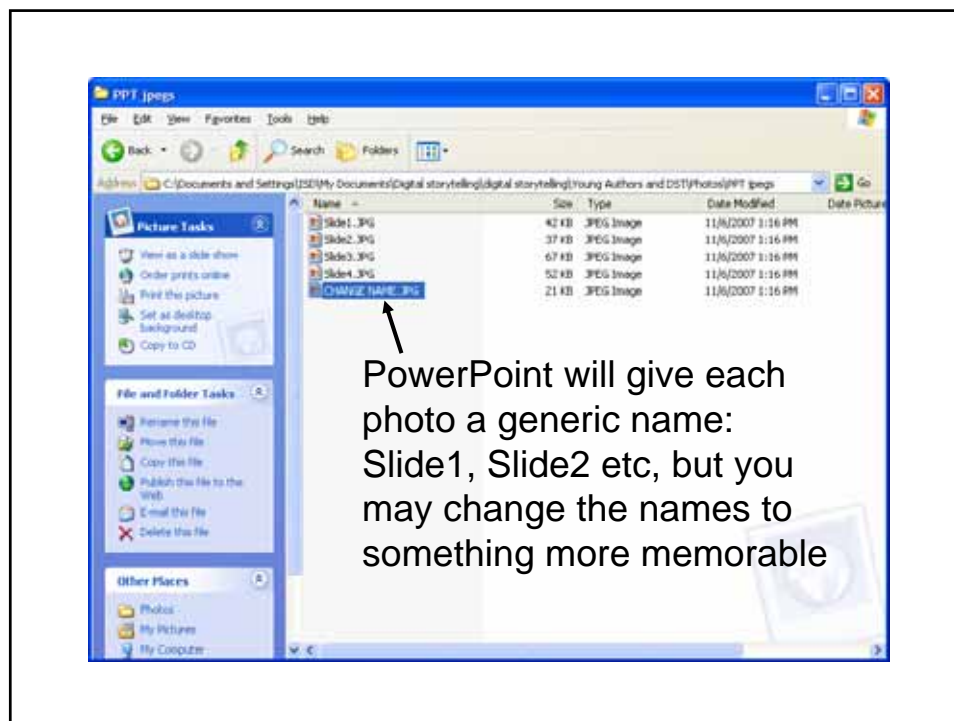 PPT jpegs
File Edit View Favorites Tools Help
Back Search Folders
Address C:\Documents and Settings\JSD\My Documents\Digital storytelling\digital storytelling\Young Authors and DST\Photos\PPT jpegs Go
Picture Tasks
View as a slide show
Order prints online
Print this picture
Set as desktop
background
Copy to CD
File and Folder Tasks
Rename this file
Move this file
Copy this file
Publish this file to the
Web
E-mail this file
Delete this file
Other Places
Photos
My Pictures
My Computer
Name Size Type Date Modified Date Picture
Slide1.JPG 42 KB JPEG Image 11/6/2007 1:16 PM
Slide2.JPG 37 KB JPEG Image 11/6/2007 1:16 PM
Slide3.JPG 67 KB JPEG Image 11/6/2007 1:16 PM
Slide4.JPG 52 KB JPEG Image 11/6/2007 1:16 PM
CHANGE NAME.JPG 21 KB JPEG Image 11/6/2007 1:16 PM
PowerPoint will give each
photo a generic name:
Slide1, Slide2 etc, but you
may change the names to
something more memorable